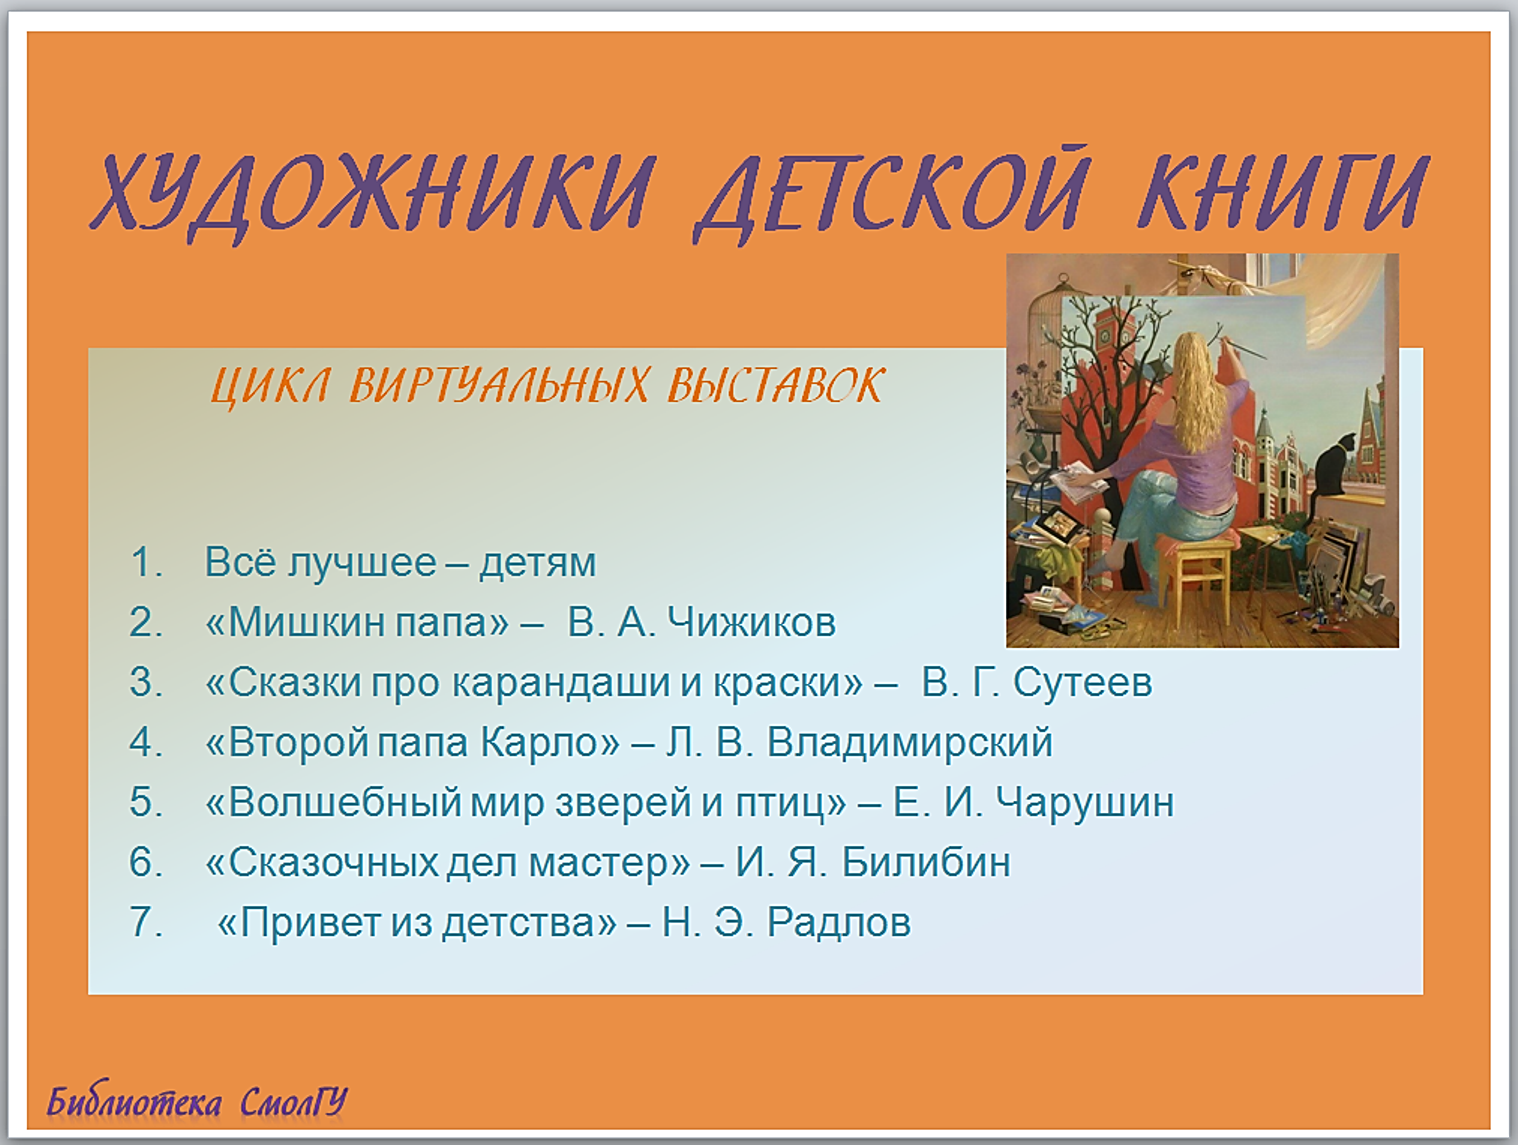 ХУДОЖНИКИ ДЕТСКОЙ КНИГИ
ЦИКЛ ВИРТУАЛЬНЫХ ВЫСТАВОК
1. Всё лучшее – детям
2. «Мишкин папа» – В. А. Чижиков
3. «Сказки про карандаши и краски» – В. Г. Сутеев
4. «Второй папа Карло» – Л. В. Владимирский
5. «Волшебный мир зверей и птиц» – Е. И. Чарушин
6. «Сказочных дел мастер» – И. Я. Билибин
7. «Привет из детства» – Н. Э. Радлов
Библиотека СмолГУ